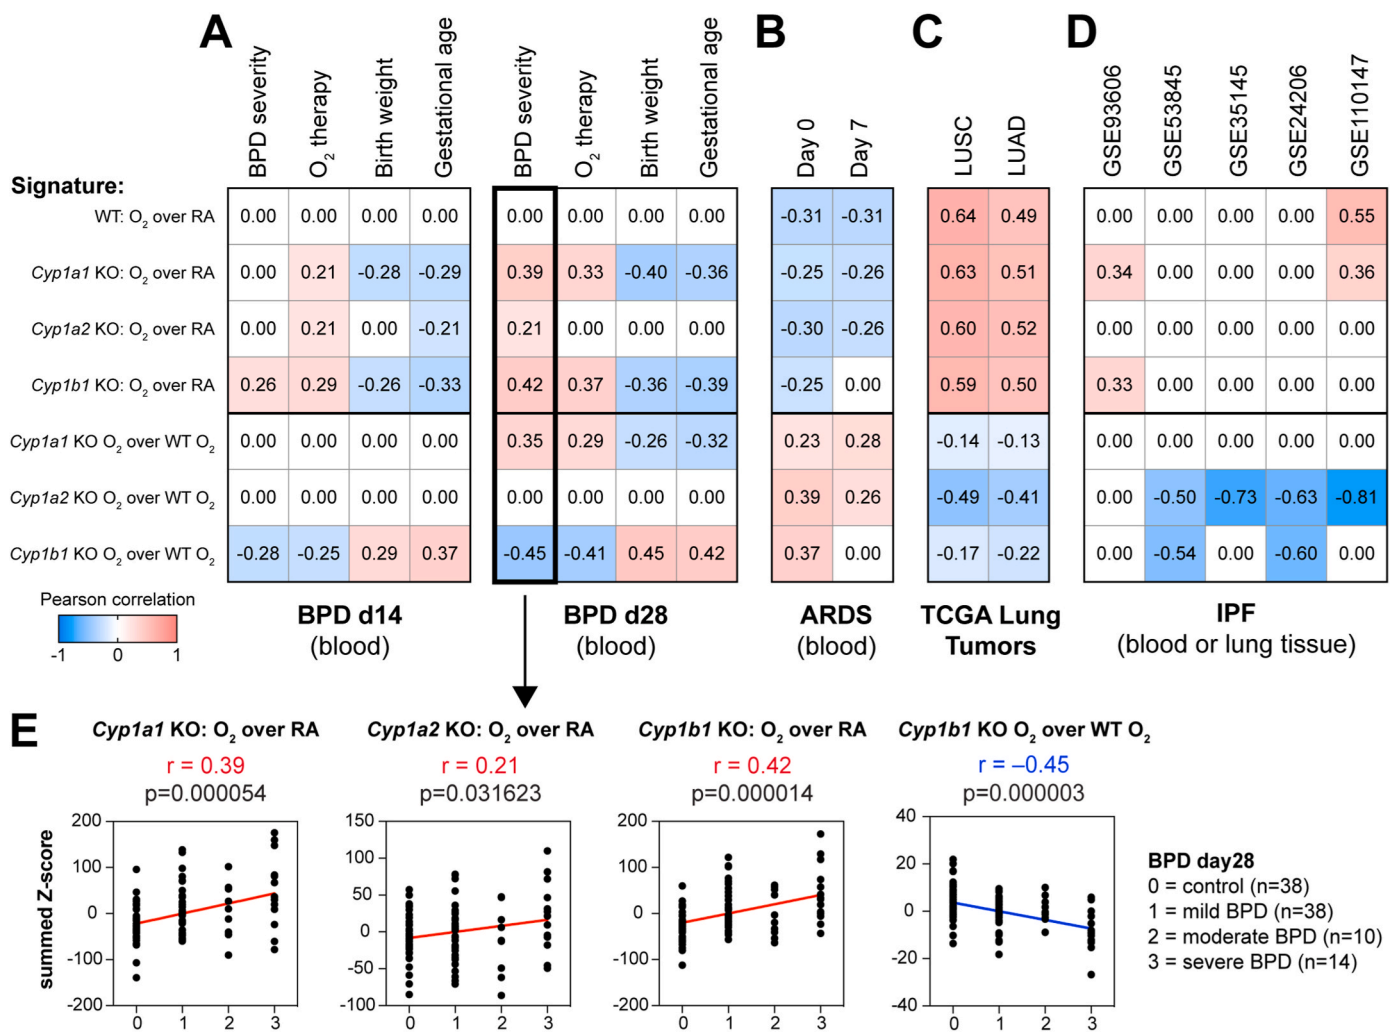 A
B
C
D
BPD severity
O2 therapy
Birth weight
Gestational age
BPD severity
O2 therapy
Birth weight
Gestational age
Day 0
Day 7
LUSC
LUAD
GSE93606
GSE53845
GSE35145
GSE24206
GSE110147
Signature:
WT: O2 over RA 0.00 0.00 0.00 0.00 0.00 0.00 0.00 0.00 -0.31 -0.31 0.64 0.49 0.00 0.00 0.00 0.00 0.55
Cyp1a1 KO: O2 over RA 0.00 0.21 -0.28 -0.29 0.39 0.33 -0.40 -0.36 -0.25 -0.26 0.63 0.51 0.34 0.00 0.00 0.00 0.36
Cyp1a2 KO: O2 over RA 0.00 0.21 0.00 -0.21 0.21 0.00 0.00 0.00 -0.30 -0.26 0.60 0.52 0.00 0.00 0.00 0.00 0.00
Cyp1b1 KO: O2 over RA 0.26 0.29 -0.26 -0.33 0.42 0.37 -0.36 -0.39 -0.25 0.00 0.59 0.50 0.33 0.00 0.00 0.00 0.00
Cyp1a1 KO O2 over WT O2 0.00 0.00 0.00 0.00 0.35 0.29 -0.26 -0.32 0.23 0.28 -0.14 -0.13 0.00 0.00 0.00 0.00 0.00
Cyp1a2 KO O2 over WT O2 0.00 0.00 0.00 0.00 0.00 0.00 0.00 0.00 0.39 0.26 -0.49 -0.41 0.00 -0.50 -0.73 -0.63 -0.81
Cyp1b1 KO O2 over WT O2 -0.28 -0.25 0.29 0.37 -0.45 -0.41 0.45 0.42 0.37 0.00 -0.17 -0.22 0.00 -0.54 0.00 -0.60 0.00
Pearson correlation
-1 0 1
BPD d14
(blood)
BPD d28
(blood)
ARDS
(blood)
TCGA Lung
Tumors
IPF
(blood or lung tissue)
E
Cyp1a1 KO: O2 over RA
r = 0.39
p=0.000054
Cyp1a2 KO: O2 over RA
r = 0.21
p=0.031623
Cyp1b1 KO: O2 over RA
r = 0.42
p=0.000014
Cyp1b1 KO O2 over WT O2
r = –0.45
p=0.000003
summed Z-score
200
100
0
-100
-200
0 1 2 3
150
100
50
0
-50
-100
0 1 2 3
200
100
0
-100
-200
0 1 2 3
40
20
0
-20
-40
0 1 2 3
BPD day28
0 = control (n=38)
1 = mild BPD (n=38)
2 = moderate BPD (n=10)
3 = severe BPD (n=14)